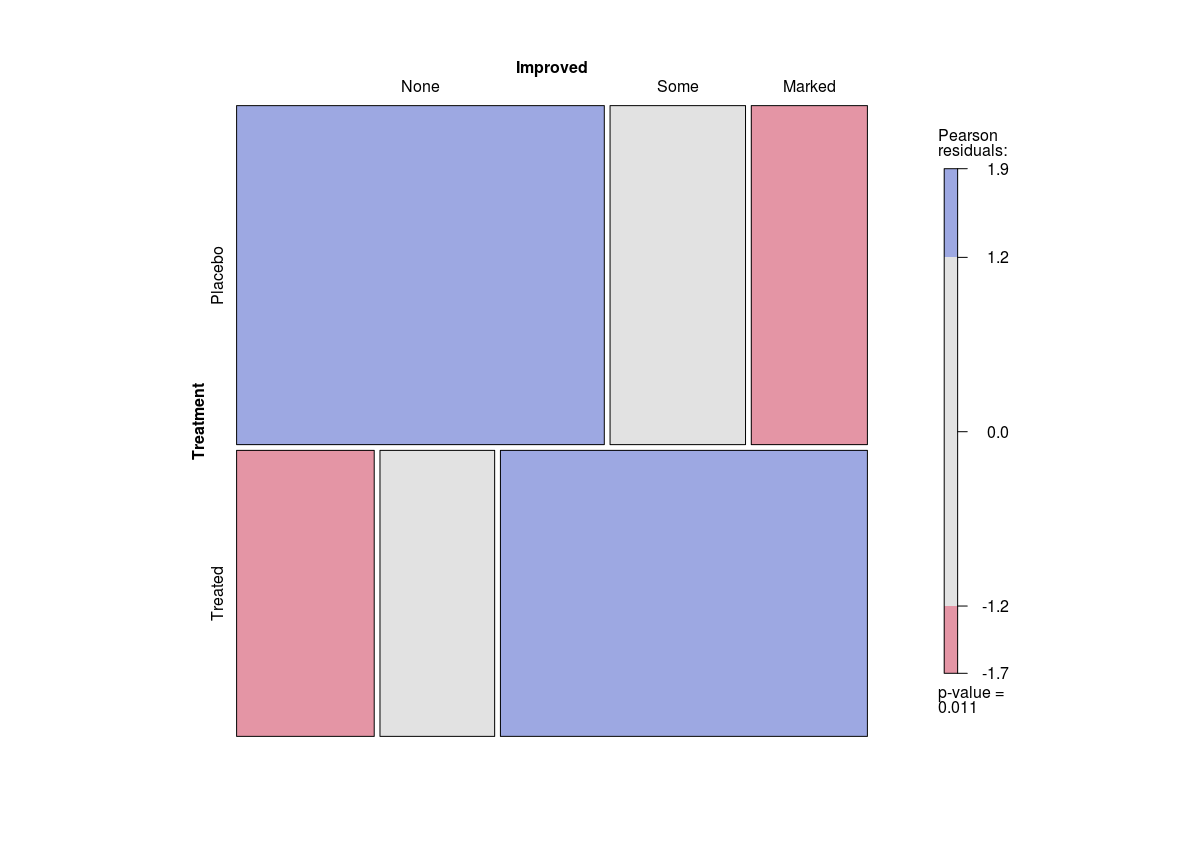 Improved
None
Some
Marked
Treatment
Placebo
Treated
Pearson
residuals:
1.9
1.2
0.0
-1.2
-1.7
p-value =
0.011